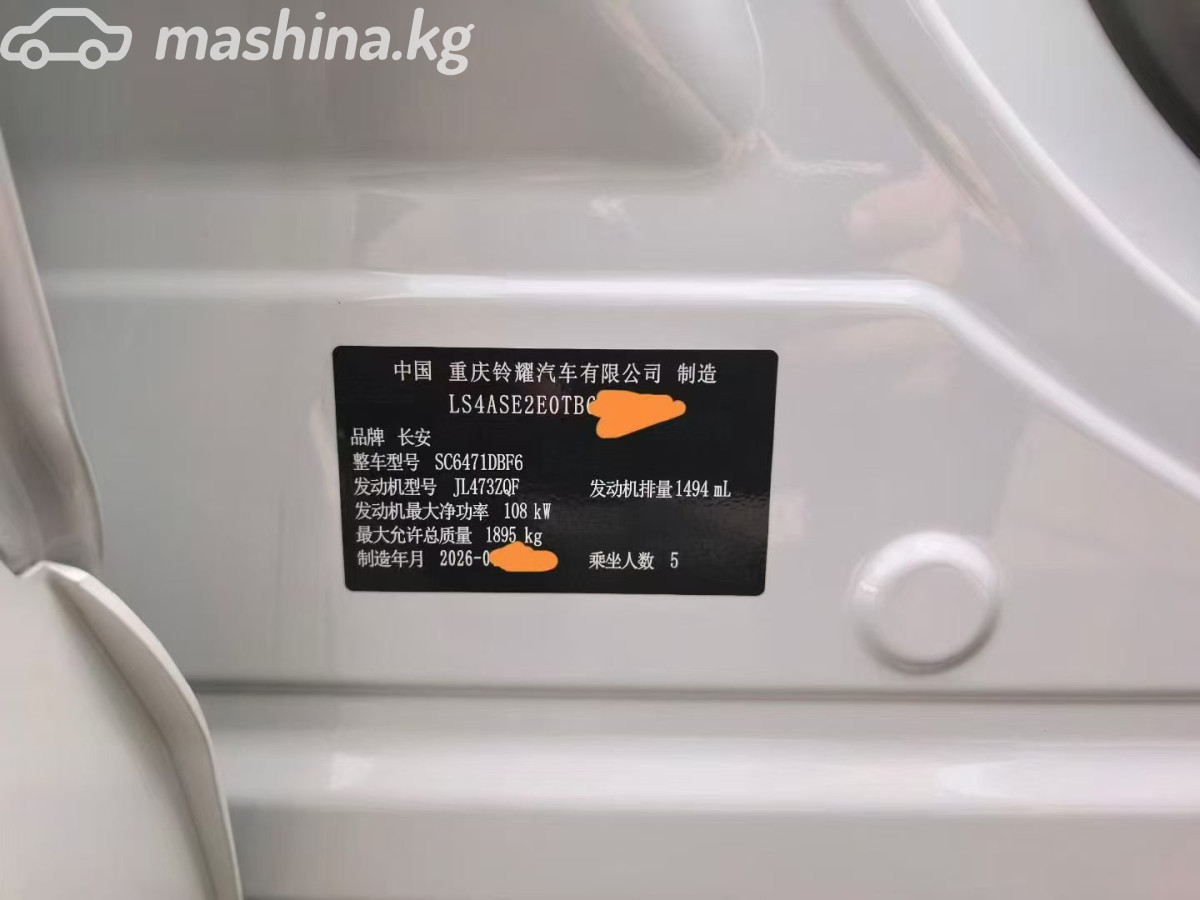 mashina.kg
中国 重庆铃耀汽车有限公司 制造
LS4ASE2E0TB
品牌 长安
整车型号 SC6471DBF6
发动机型号 JL473ZQF 发动机排量 1494 mL
发动机最大净功率 108 kW
最大允许总质量 1895 kg
制造年月 2026-0 乘坐人数 5